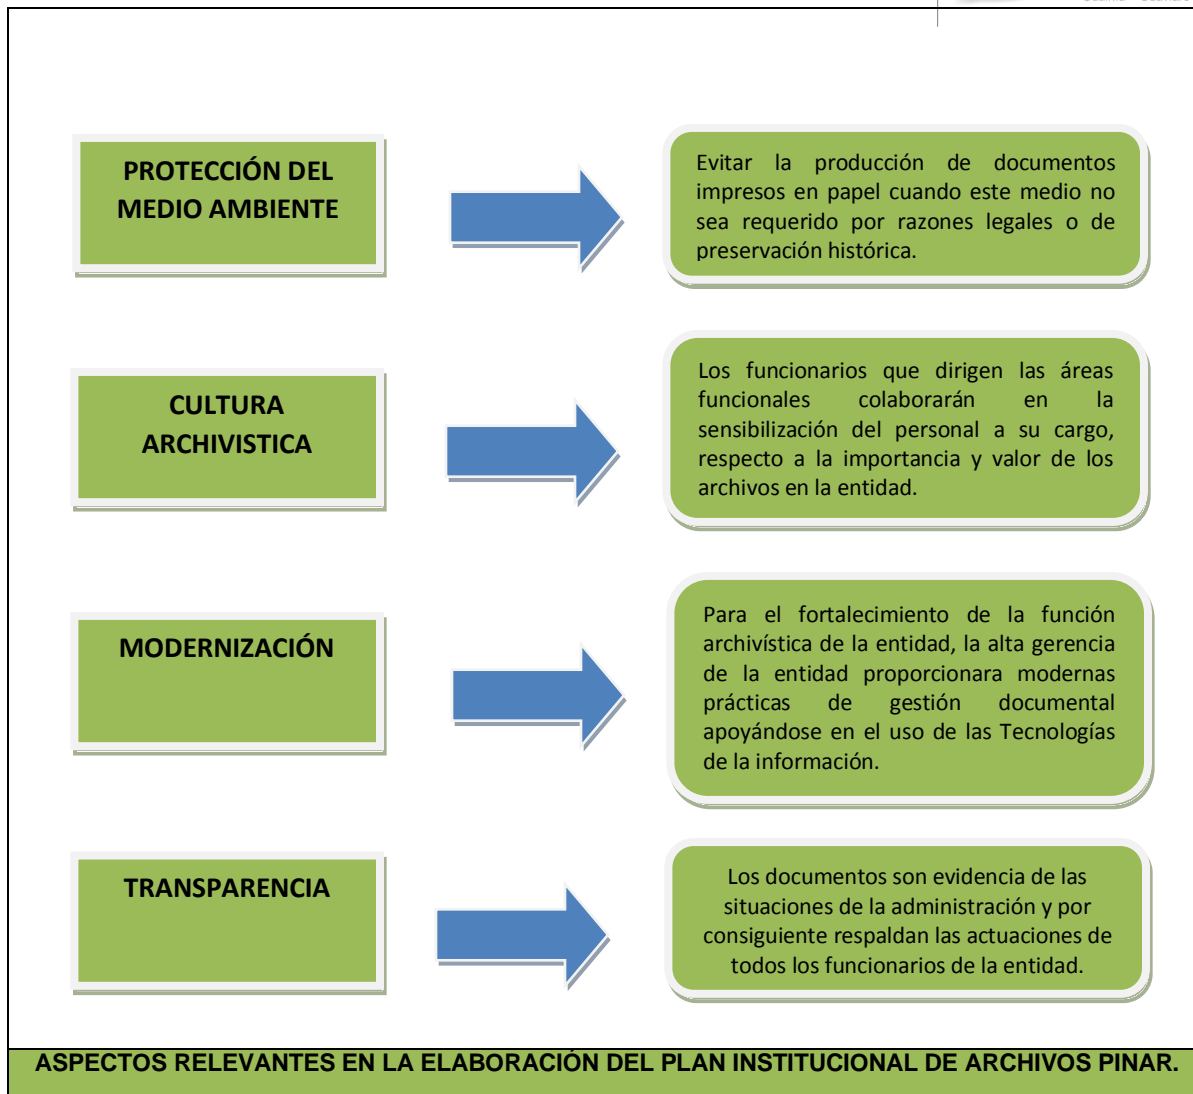 PROTECCIÓN DEL
MEDIO AMBIENTE
Evitar la producción de documentos
impresos en papel cuando este medio no
sea requerido por razones legales o de
preservación histórica.
CULTURA
ARCHIVISTICA
Los funcionarios que dirigen las áreas
funcionales colaborarán en la
sensibilización del personal a su cargo,
respecto a la importancia y valor de los
archivos en la entidad.
MODERNIZACIÓN
Para el fortalecimiento de la función
archivística de la entidad, la alta gerencia
de la entidad proporcionara modernas
prácticas de gestión documental
apoyándose en el uso de las Tecnologías
de la información.
TRANSPARENCIA
Los documentos son evidencia de las
situaciones de la administración y por
consiguiente respaldan las actuaciones de
todos los funcionarios de la entidad.
ASPECTOS RELEVANTES EN LA ELABORACIÓN DEL PLAN INSTITUCIONAL DE ARCHIVOS PINAR.